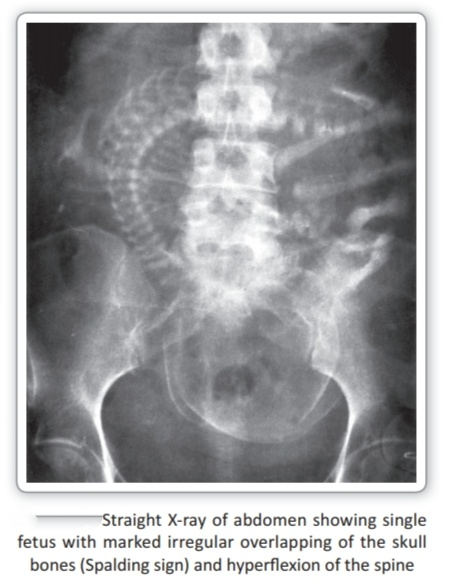 Straight X-ray of abdomen showing single
fetus with marked irregular overlapping of the skull
bones (Spalding sign) and hyperflexion of the spine